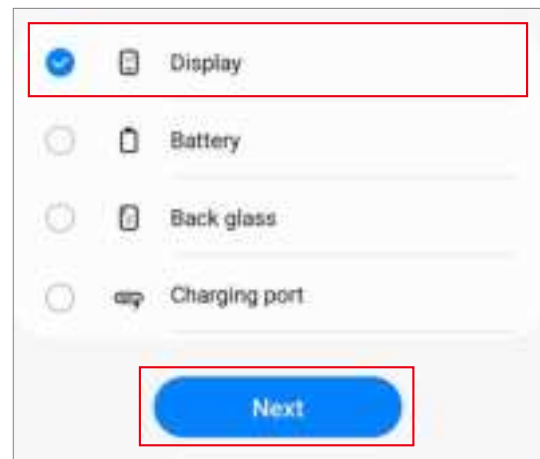 Display
Battery
Back glass
Charging port
Next